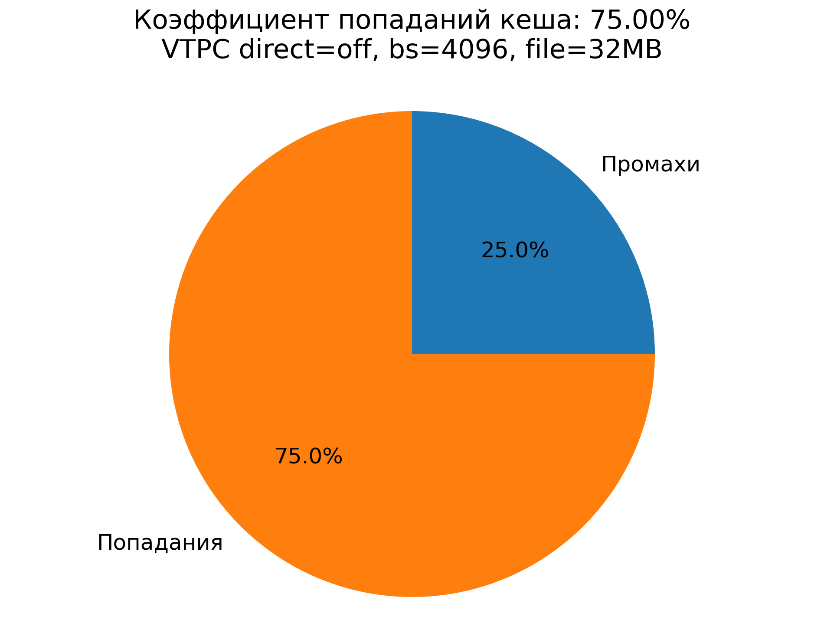 Коэффициент попаданий кеша: 75.00%
VTPC direct=off, bs=4096, file=32MB
Промахи
25.0%
75.0%
Попадания